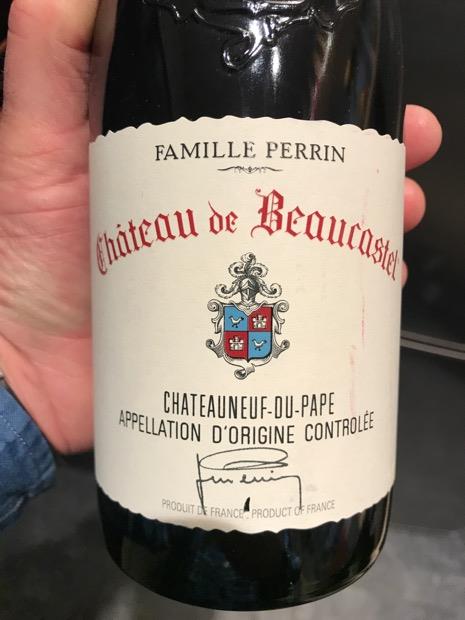 FAMILLE PERRIN
Château de Beaucastel
CHATEAUNEUF-DU-PAPE
APPELLATION D'ORIGINE CONTROLÉE
PRODUIT DE FRANCE . PRODUCT OF FRANCE